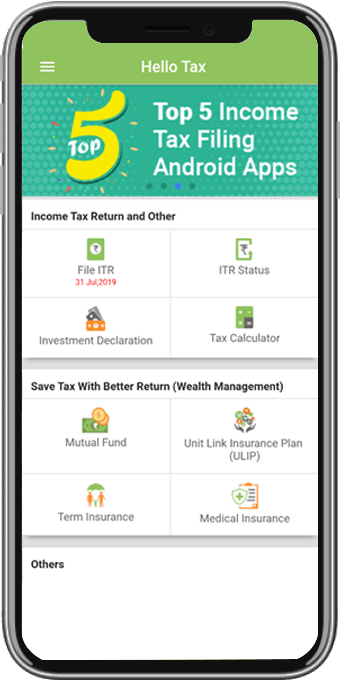 Hello Tax
Top 5
Top 5 Income
Tax Filing
Android Apps
Income Tax Return and Other
File ITR
31 Jul,2019
ITR Status
Investment Declaration
Tax Calculator
Save Tax With Better Return (Wealth Management)
Mutual Fund
Unit Link Insurance Plan
(ULIP)
Term Insurance
Medical Insurance
Others